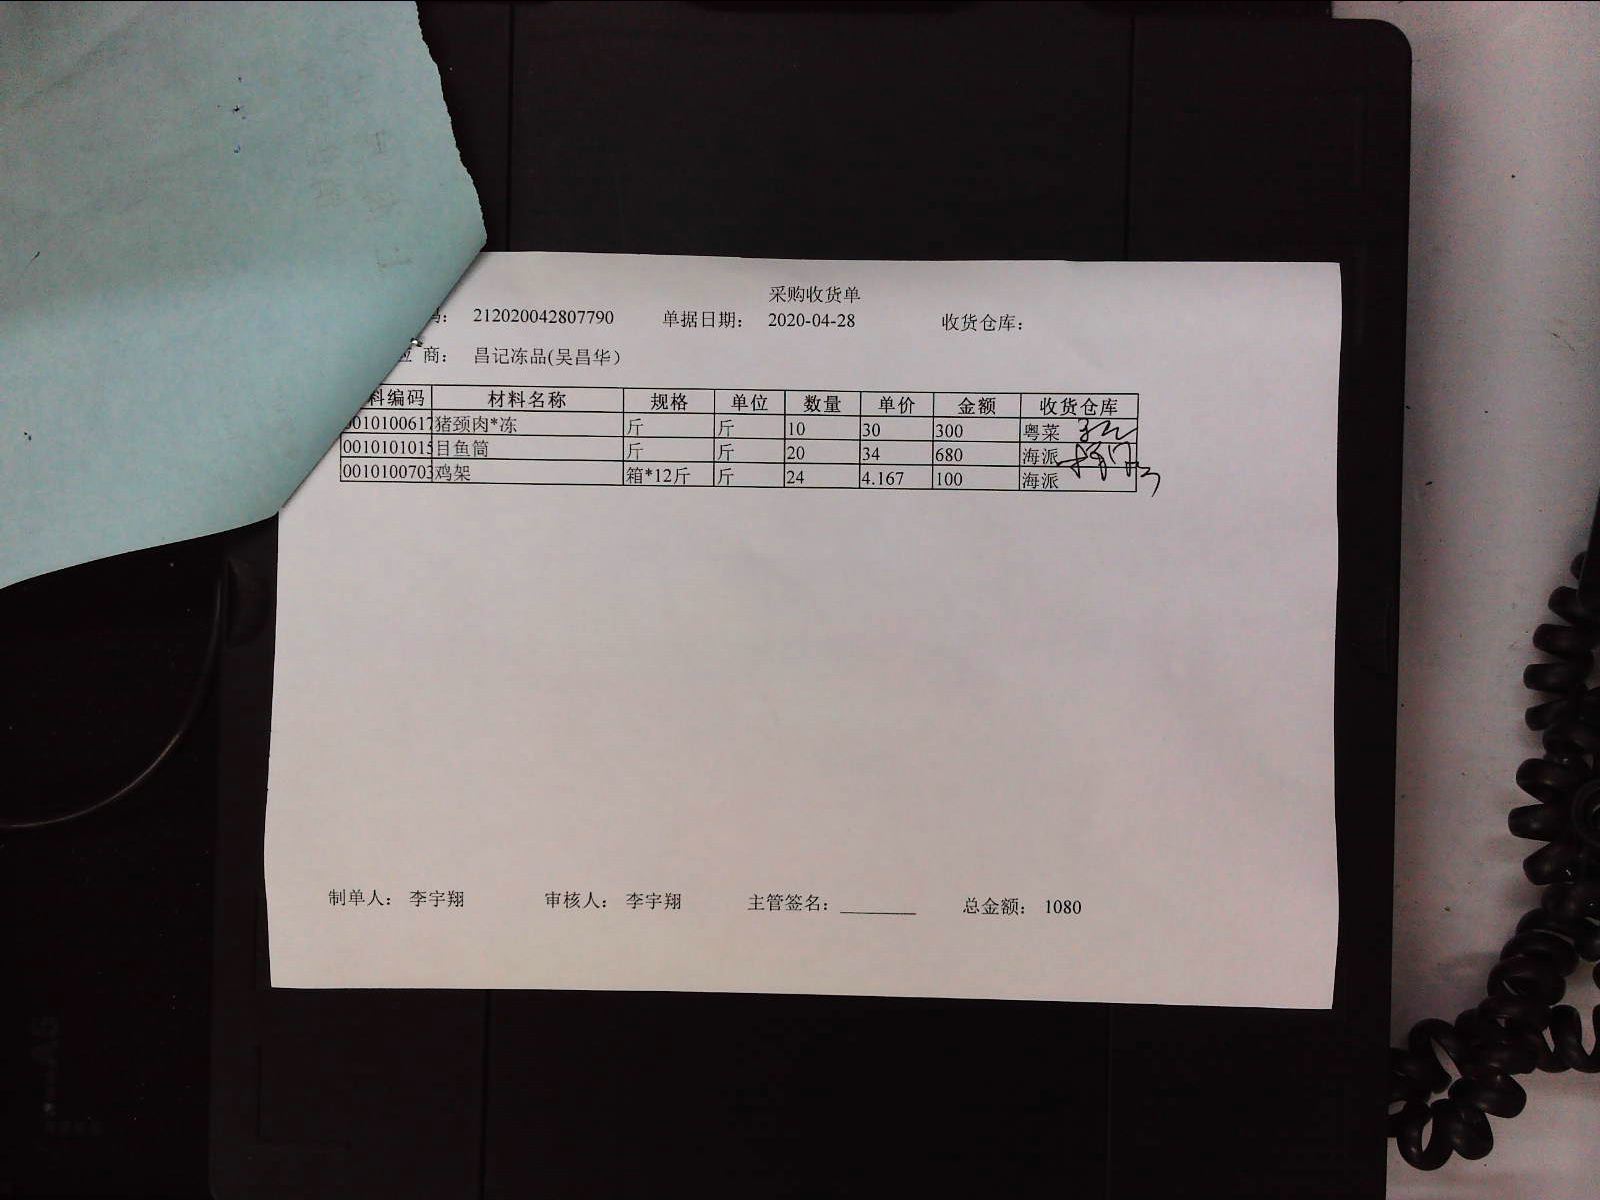 采购收货单
码： 212020042807790 单据日期： 2020-04-28 收货仓库：
应 商： 昌记冻品(吴昌华）
料编码 材料名称 规格 单位 数量 单价 金额 收货仓库
0010100617 猪颈肉*冻 斤 斤 10 30 300 粤菜
0010101015 目鱼筒 斤 斤 20 34 680 海派
0010100703 鸡架 箱*12斤 斤 24 4.167 100 海派
制单人： 李宇翔 审核人： 李宇翔 主管签名：________ 总金额： 1080